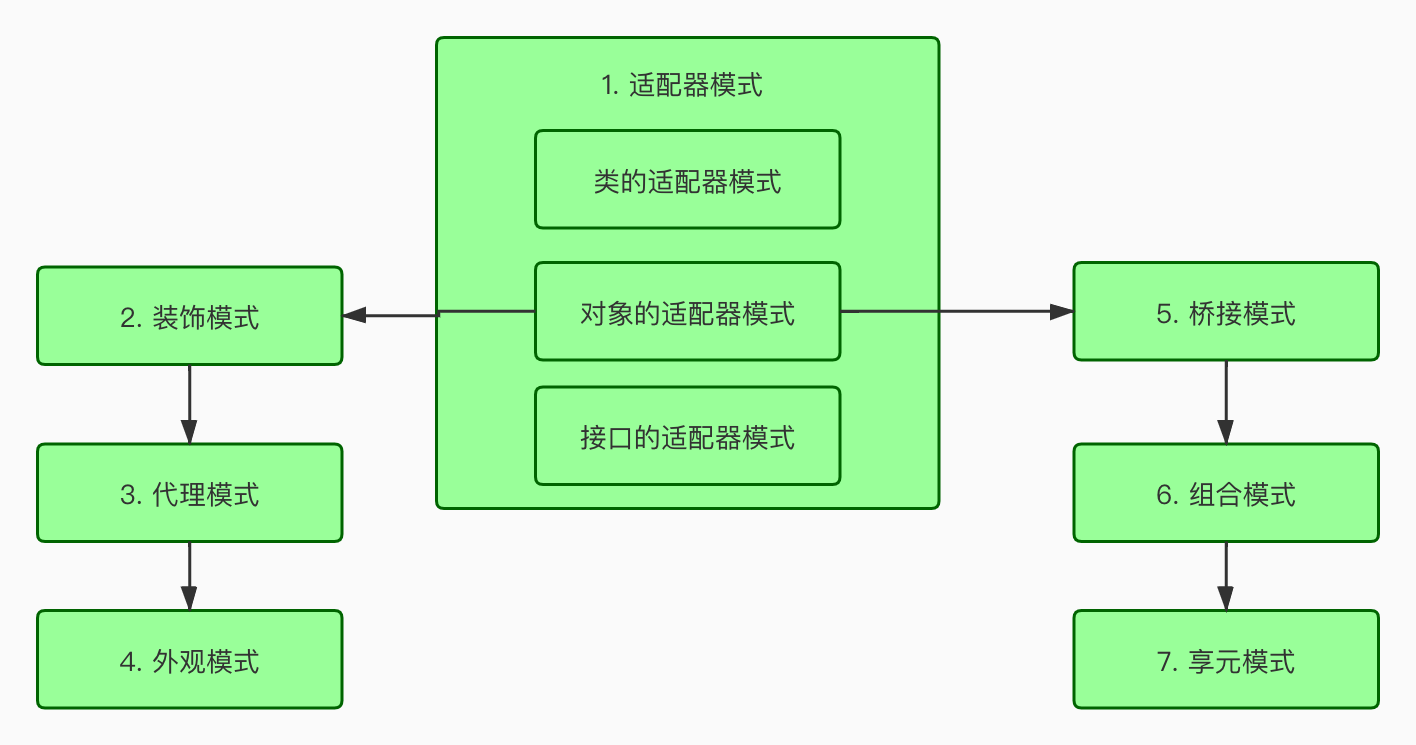 1. 适配器模式
类的适配器模式
对象的适配器模式
接口的适配器模式
2. 装饰模式
3. 代理模式
4. 外观模式
5. 桥接模式
6. 组合模式
7. 享元模式